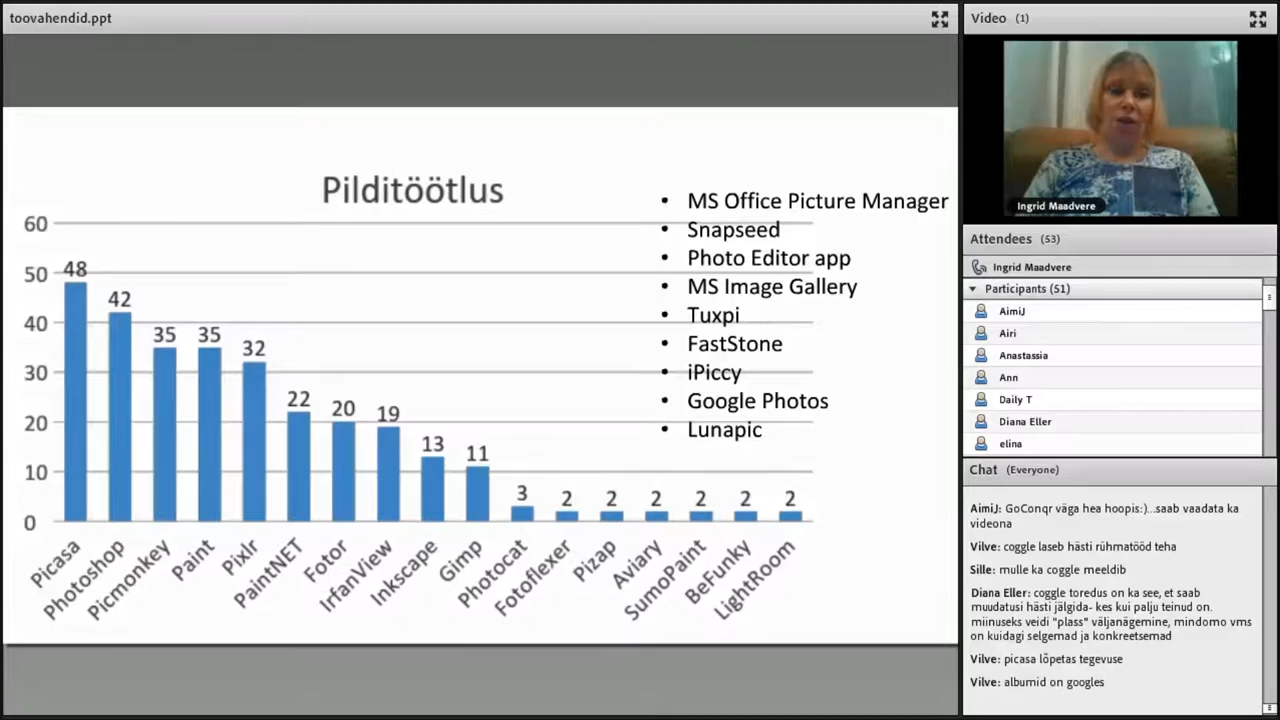 toovahendid.ppt
Pilditöötlus
60
50
40
30
20
10
0
48
42
35
35
32
22
20
19
13
11
3
2
2
2
2
2
2
Picasa
Photoshop
Picmonkey
Paint
Pixlr
PaintNET
Fotor
IrfanView
Inkscape
Gimp
Photocat
Fotoflexer
Pizap
Aviary
SumoPaint
BeFunky
LightRoom
• MS Office Picture Manager
• Snapseed
• Photo Editor app
• MS Image Gallery
• Tuxpi
• FastStone
• iPiccy
• Google Photos
• Lunapic
Video (1)
Ingrid Maadvere
Attendees (53)
Ingrid Maadvere
Participants (51)
AimiJ
Airi
Anastassia
Ann
Daily T
Diana Eller
elina
Chat (Everyone)
AimiJ: GoConqr väga hea hoopis:)...saab vaadata ka
videona
Vilve: coggle laseb hästi rühmatööd teha
Sille: mulle ka coggle meeldib
Diana Eller: coggle toredus on ka see, et saab
muudatusi hästi jälgida- kes kui palju teinud on.
miinuseks veidi "plass" väljanägemine, mindomo vms
on kuidagi selgemad ja konkreetsemad
Vilve: picasa lõpetas tegevuse
Vilve: albumid on googles